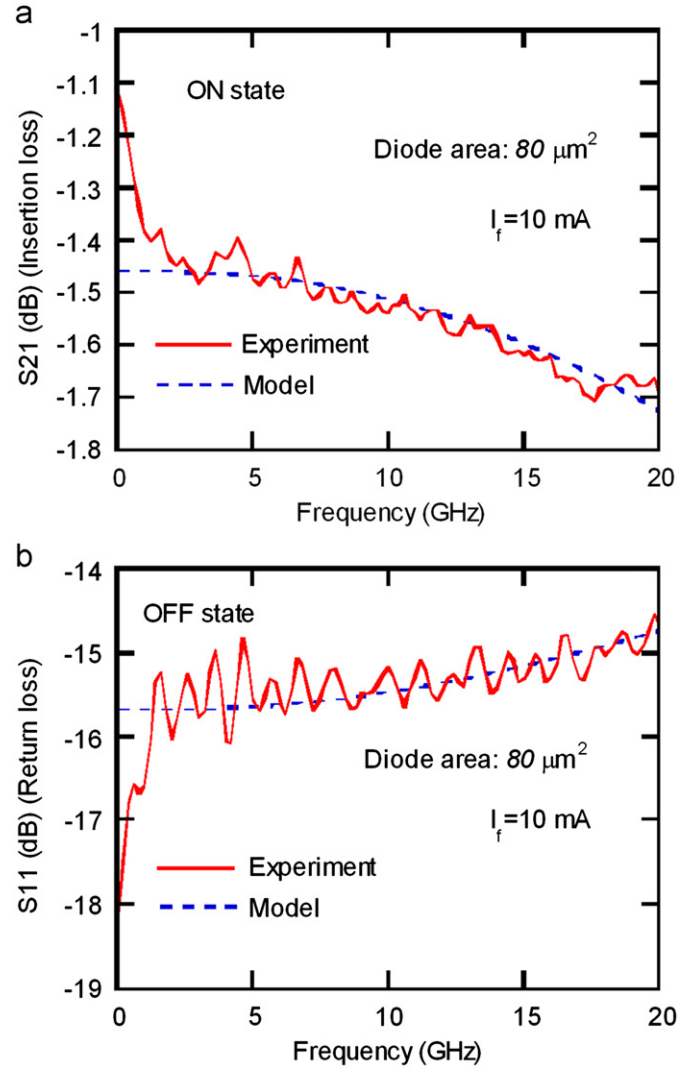 a
-1
-1.1
-1.2
-1.3
-1.4
-1.5
-1.6
-1.7
-1.8
S21 (dB) (Insertion loss)
ON state
Diode area: 80 μm²
I_f=10 mA
Experiment
Model
0 5 10 15 20
Frequency (GHz)
b
-14
-15
-16
-17
-18
-19
S11 (dB) (Return loss)
OFF state
Diode area: 80 μm²
I_f=10 mA
Experiment
Model
0 5 10 15 20
Frequency (GHz)